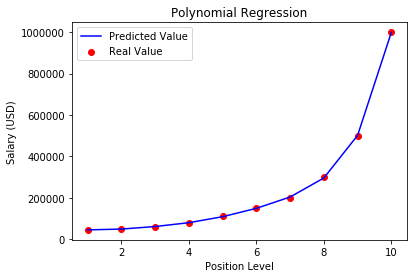 Polynomial Regression
Predicted Value
Real Value
1000000
800000
600000
400000
200000
0
Salary (USD)
2 4 6 8 10
Position Level